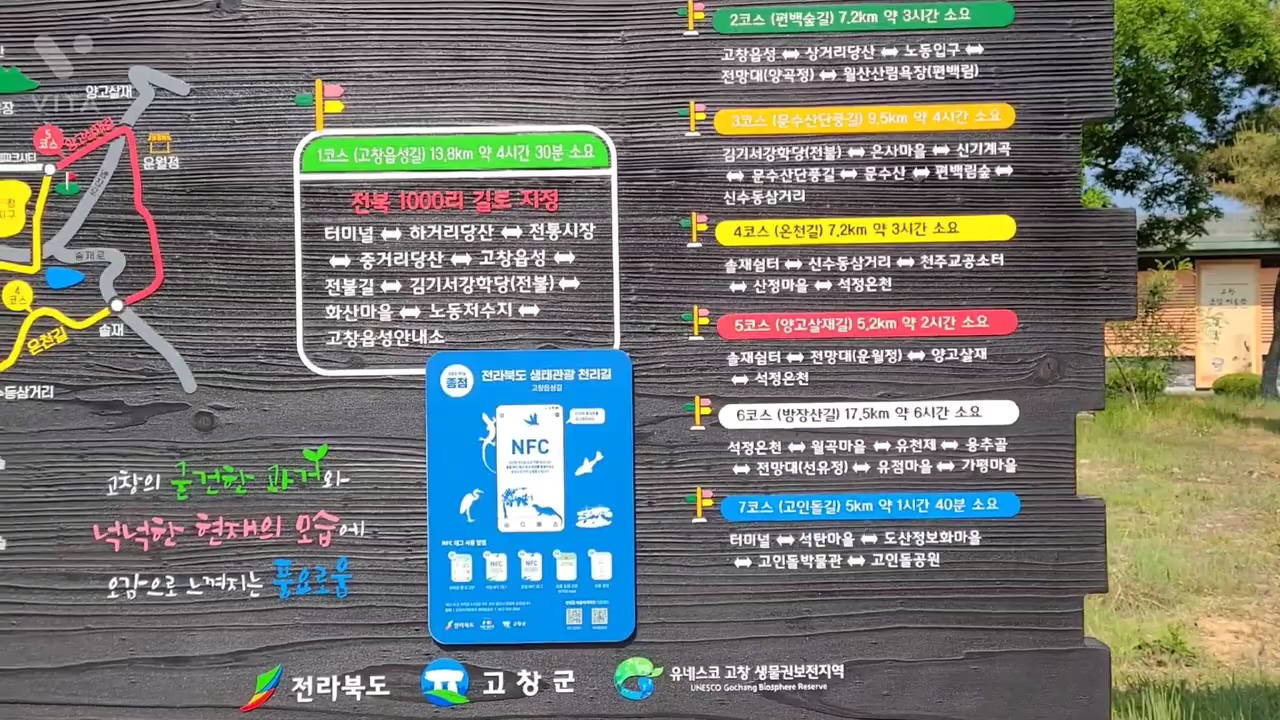 VITA
양고살재
5
코스
운월정
솔재로
4
코스
온천길
솔재
1코스 (고창읍성길) 13.8km 약 4시간 30분 소요
전북 1000리 길로 지정
터미널 ⇔ 하거리당산 ⇔ 전통시장
⇔ 중거리당산 ⇔ 고창읍성 ⇔
전불길 ⇔ 김기서강학당(전불) ⇔
화산마을 ⇔ 노동저수지 ⇔
고창읍성안내소
2코스 (편백숲길) 7.2km 약 3시간 소요
고창읍성 ⇔ 상거리당산 ⇔ 노동입구 ⇔
전망대(양곡정) ⇔ 월산산림욕장(편백림)
3코스 (문수산단풍길) 9.5km 약 4시간 소요
김기서강학당(전불) ⇔ 은사마을 ⇔ 신기계곡
⇔ 문수산단풍길 ⇔ 문수산 ⇔ 편백림숲 ⇔
신수동삼거리
4코스 (온천길) 7.2km 약 3시간 소요
솔재쉼터 ⇔ 신수동삼거리 ⇔ 천주교공소터
⇔ 산정마을 ⇔ 석정온천
5코스 (양고살재길) 5.2km 약 2시간 소요
솔재쉼터 ⇔ 전망대(운월정) ⇔ 양고살재
⇔ 석정온천
6코스 (방장산길) 17.5km 약 6시간 소요
석정온천 ⇔ 월곡마을 ⇔ 유천제 ⇔ 용추골
⇔ 전망대(선유정) ⇔ 유점마을 ⇔ 가평마을
7코스 (고인돌길) 5km 약 1시간 40분 소요
터미널 ⇔ 석탄마을 ⇔ 도산정보화마을
⇔ 고인돌박물관 ⇔ 고인돌공원
종점
전라북도 생태관광 천리길
고창읍성길
NFC
NFC 태그 사용 방법
전라북도
고창군
고창의 굳건한 과거와
넉넉한 현재의 모습에
오감으로 느껴지는 풍요로움
전라북도
고창군
유네스코 고창 생물권보전지역
UNESCO Gochang Biosphere Reserve